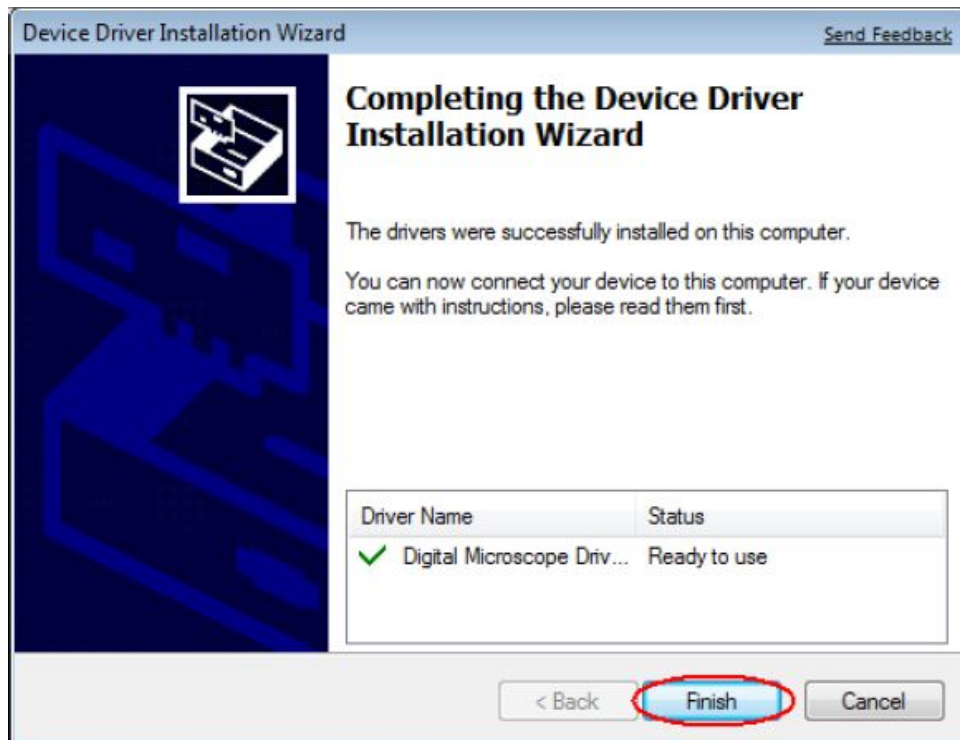 Device Driver Installation Wizard
Send Feedback
Completing the Device Driver
Installation Wizard
The drivers were successfully installed on this computer.
You can now connect your device to this computer. If your device
came with instructions, please read them first.
Driver Name Status
Digital Microscope Driv... Ready to use
< Back Finish Cancel